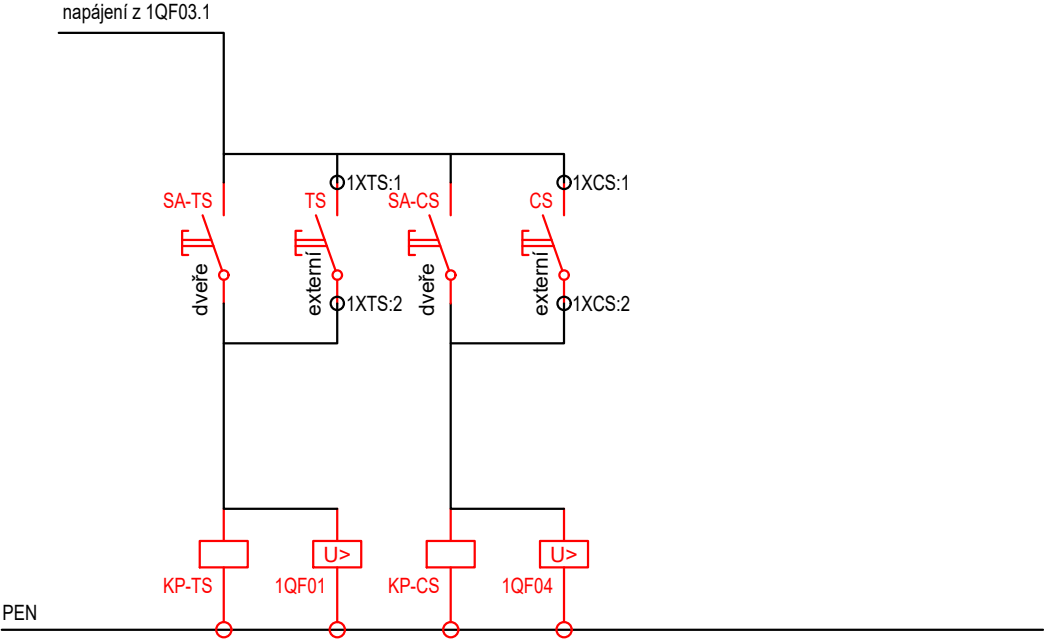 napájení z 1QF03.1
1XTS:1
1XCS:1
SA-TS
TS
SA-CS
CS
dveře
externí
dveře
externí
1XTS:2
1XCS:2
U>
U>
KP-TS
1QF01
KP-CS
1QF04
PEN